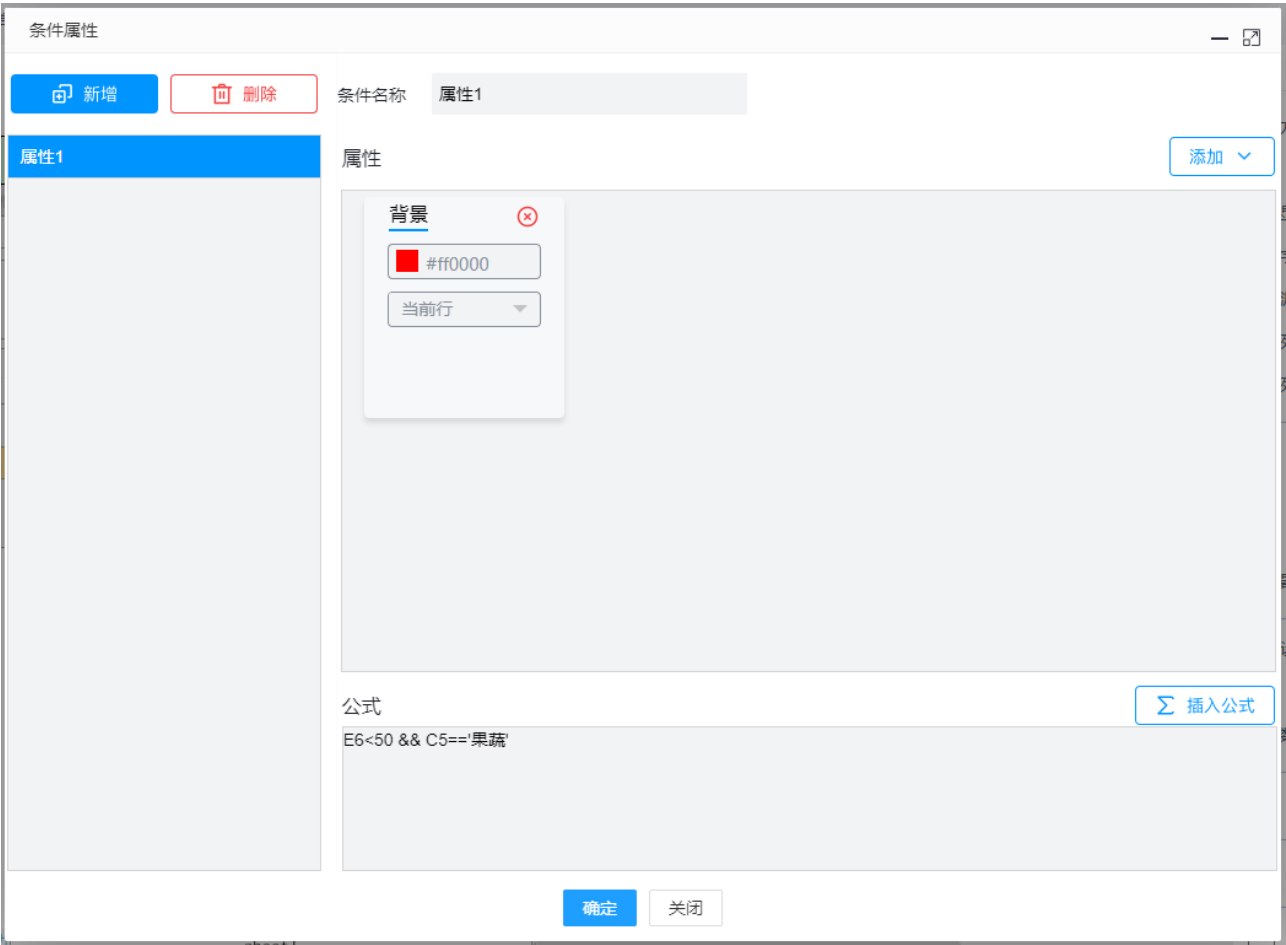 条件属性
新增
删除
条件名称
属性1
属性1
属性
添加
背景
#ff0000
当前行
公式
插入公式
E6<50 && C5=='果蔬'
确定
关闭